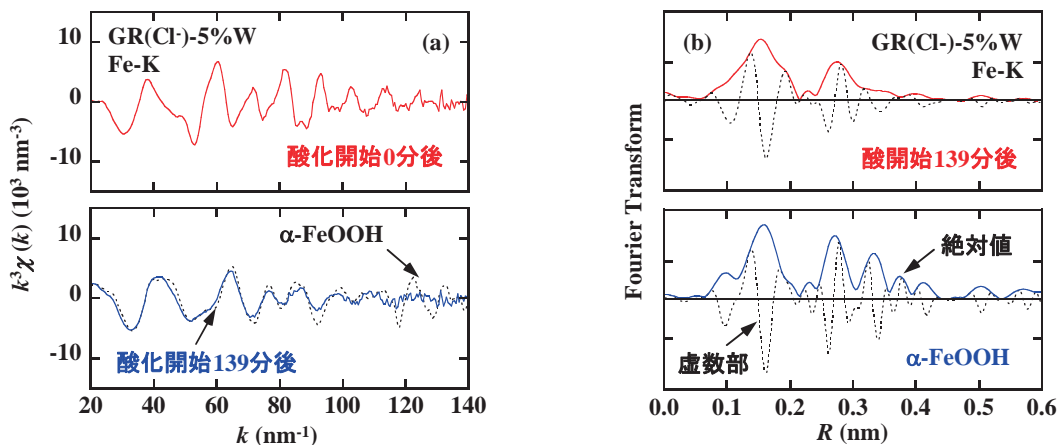 (a)
GR(Cl⁻)-5%W
Fe-K
酸化開始0分後
10
0
-10
α-FeOOH
酸化開始139分後
10
0
-10
k³χ(k) (10³ nm⁻³)
20 40 60 80 100 120 140
k (nm⁻¹)
(b)
GR(Cl-)-5%W
Fe-K
酸開始139分後
絶対値
虚数部
α-FeOOH
Fourier Transform
0.0 0.1 0.2 0.3 0.4 0.5 0.6
R (nm)